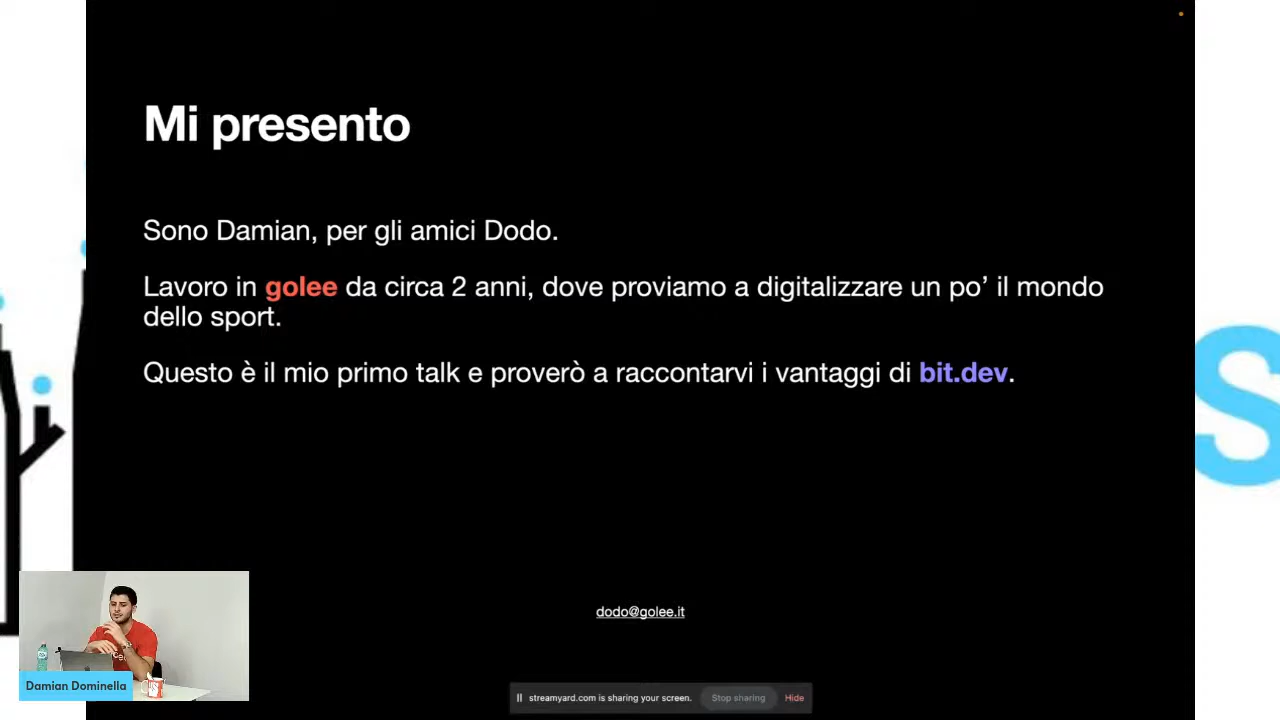 Mi presento
Sono Damian, per gli amici Dodo.
Lavoro in golee da circa 2 anni, dove proviamo a digitalizzare un po’ il mondo
dello sport.
Questo è il mio primo talk e proverò a raccontarvi i vantaggi di bit.dev.
dodo@golee.it
S
Damian Dominella
streamyard.com is sharing your screen.
Stop sharing
Hide